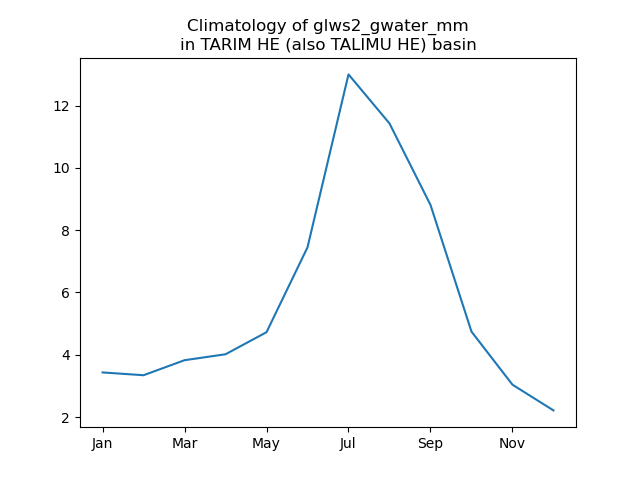 Climatology of glws2_gwater_mm
in TARIM HE (also TALIMU HE) basin
12
10
8
6
4
2
Jan
Mar
May
Jul
Sep
Nov